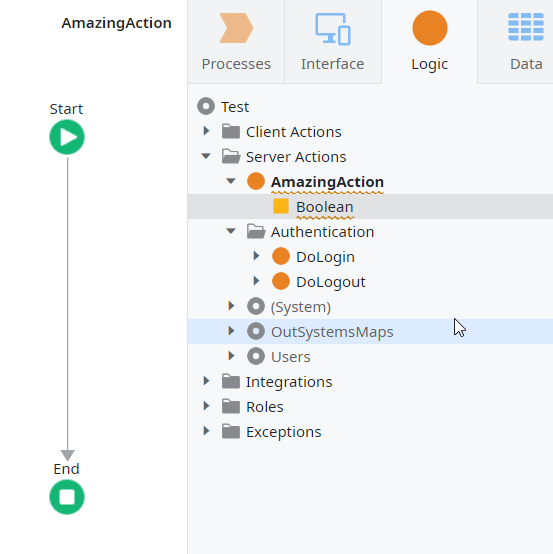 AmazingAction
Start
End
Processes
Interface
Logic
Data
Test
Client Actions
Server Actions
AmazingAction
Boolean
Authentication
DoLogin
DoLogout
(System)
OutSystemsMaps
Users
Integrations
Roles
Exceptions